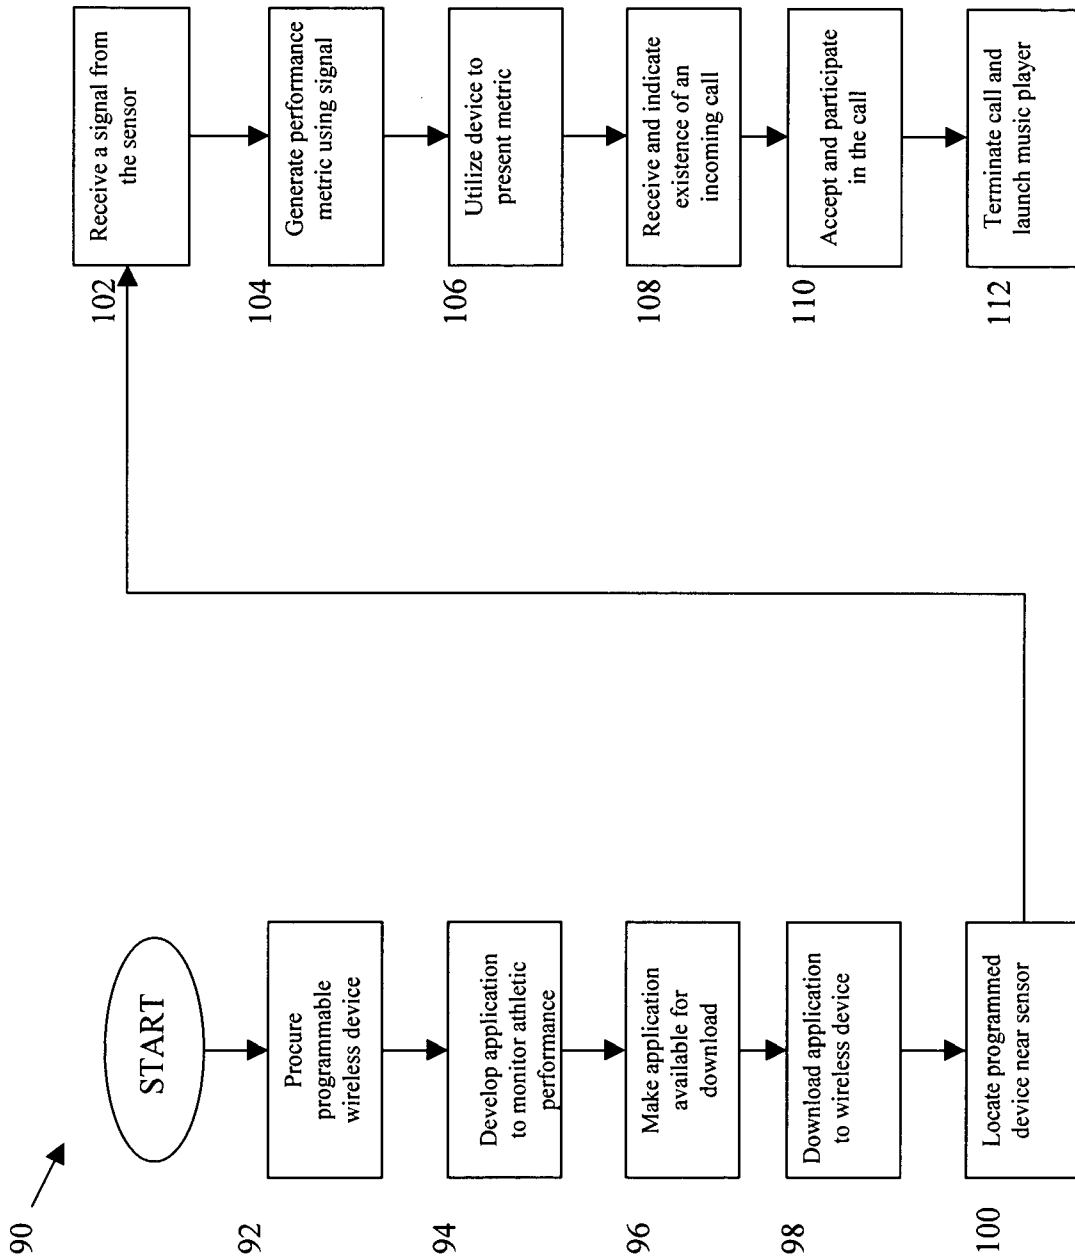 90
START
92
Procure
programmable
wireless device
94
Develop application
to monitor athletic
performance
96
Make application
available for
download
98
Download application
to wireless device
100
Locate programmed
device near sensor
102
Receive a signal from
the sensor
104
Generate performance
metric using signal
106
Utilize device to
present metric
108
Receive and indicate
existence of an
incoming call
110
Accept and participate
in the call
112
Terminate call and
launch music player